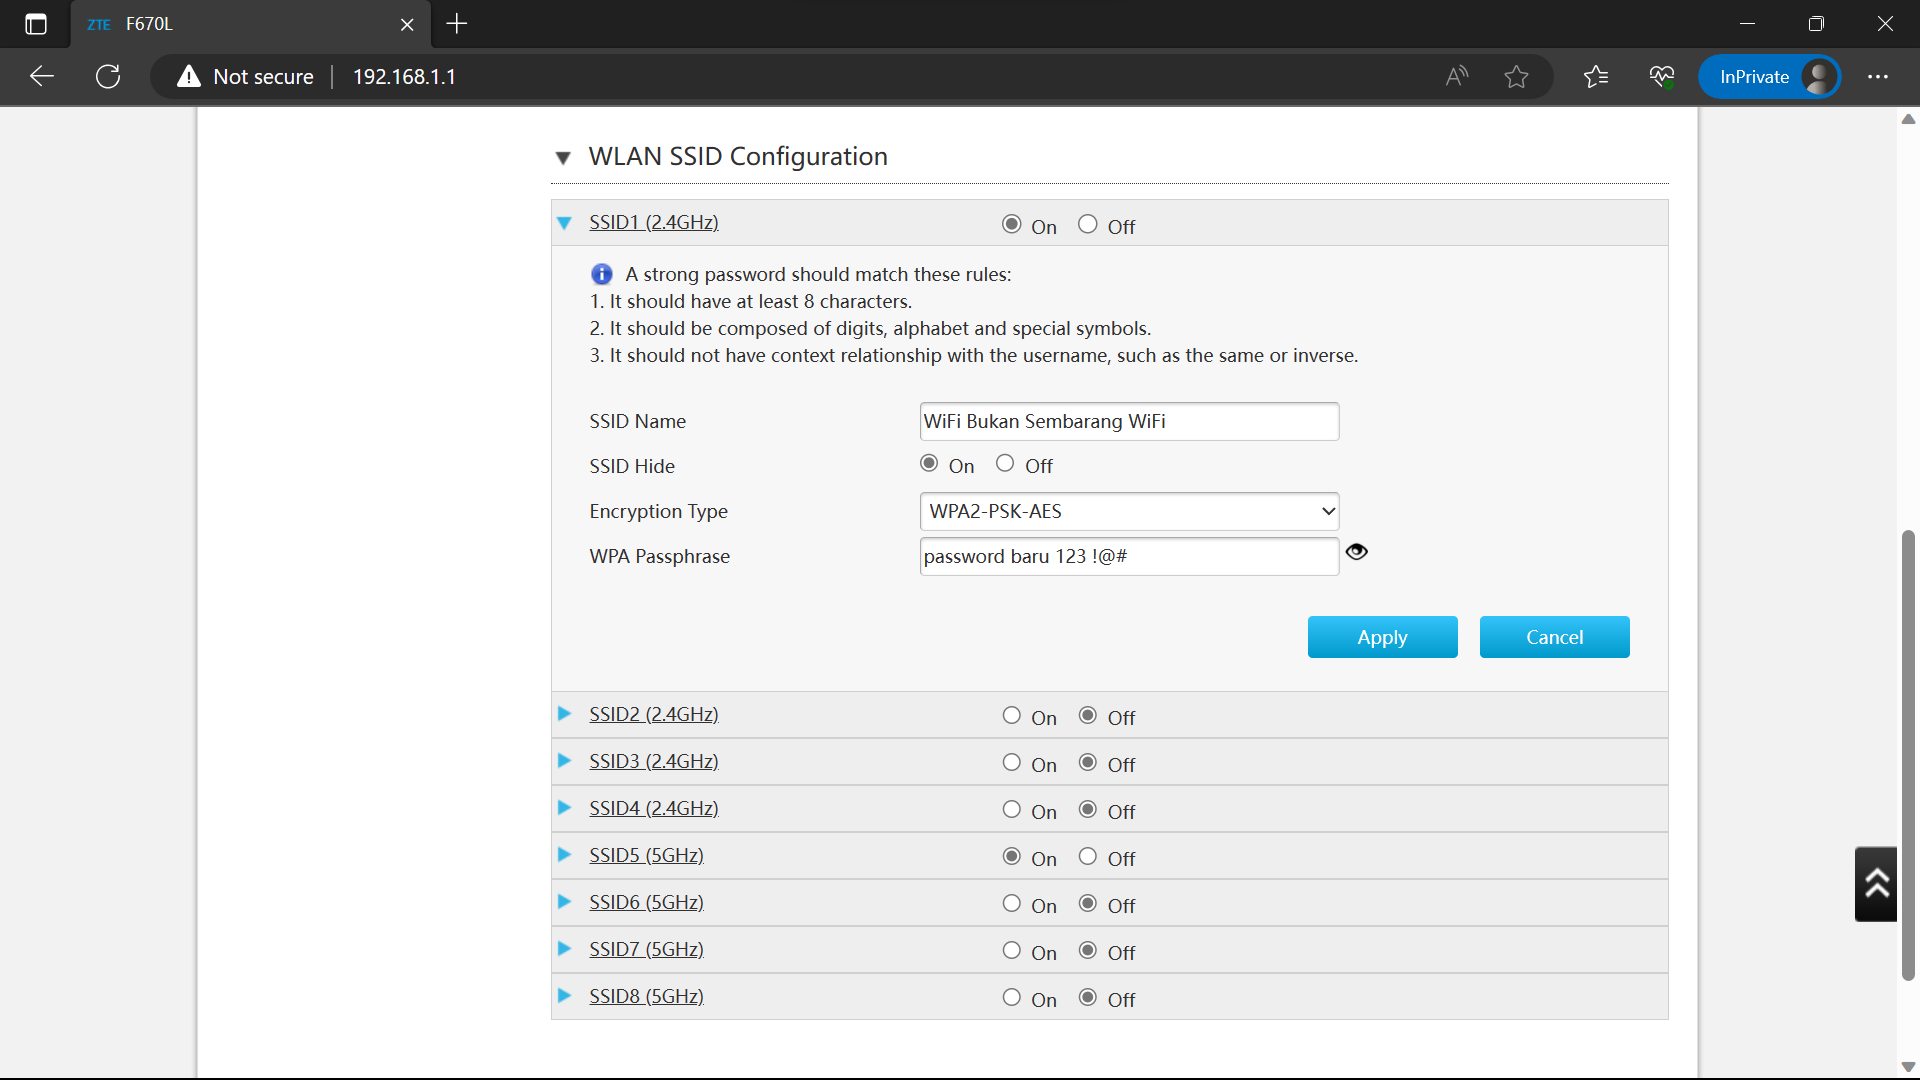 ZTE F670L
Not secure 192.168.1.1 InPrivate
WLAN SSID Configuration
SSID1 (2.4GHz) On Off
A strong password should match these rules:
1. It should have at least 8 characters.
2. It should be composed of digits, alphabet and special symbols.
3. It should not have context relationship with the username, such as the same or inverse.
SSID Name WiFi Bukan Sembarang WiFi
SSID Hide On Off
Encryption Type WPA2-PSK-AES
WPA Passphrase password baru 123 !@#
Apply Cancel
SSID2 (2.4GHz) On Off
SSID3 (2.4GHz) On Off
SSID4 (2.4GHz) On Off
SSID5 (5GHz) On Off
SSID6 (5GHz) On Off
SSID7 (5GHz) On Off
SSID8 (5GHz) On Off